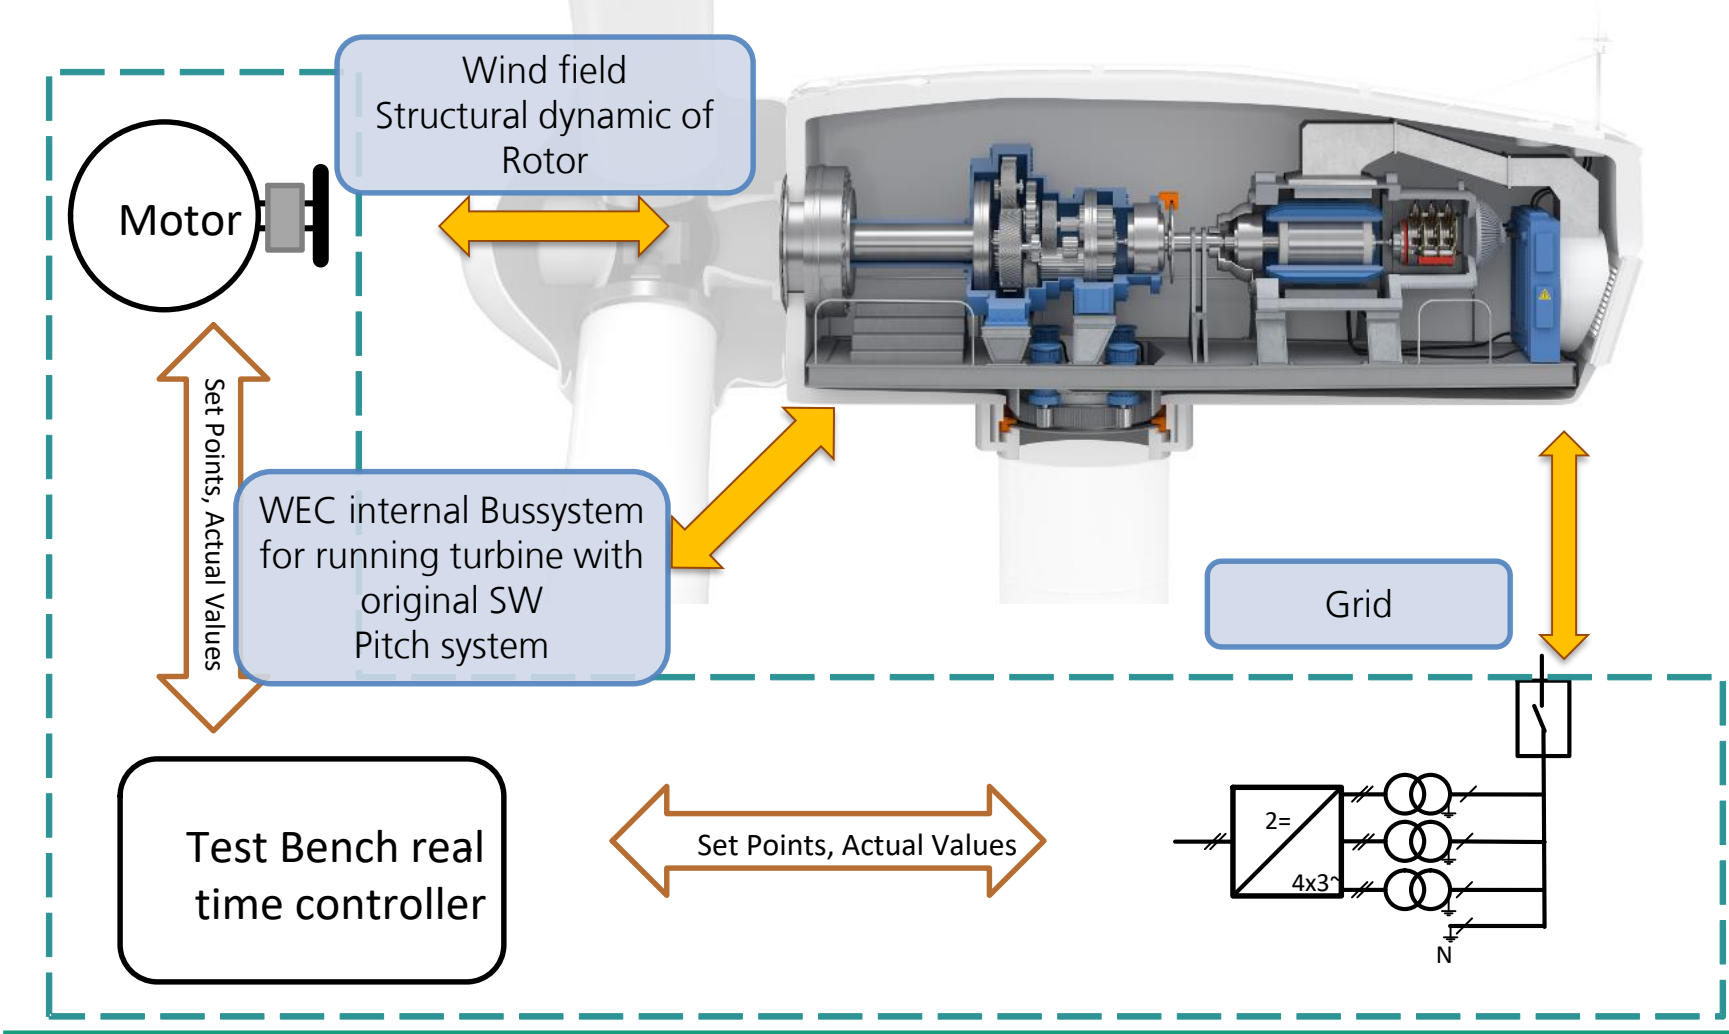 Wind field
Structural dynamic of
Rotor
Motor
Set Points, Actual Values
WEC internal Bussystem
for running turbine with
original SW
Pitch system
Grid
Test Bench real
time controller
Set Points, Actual Values
2=
4x3~
N